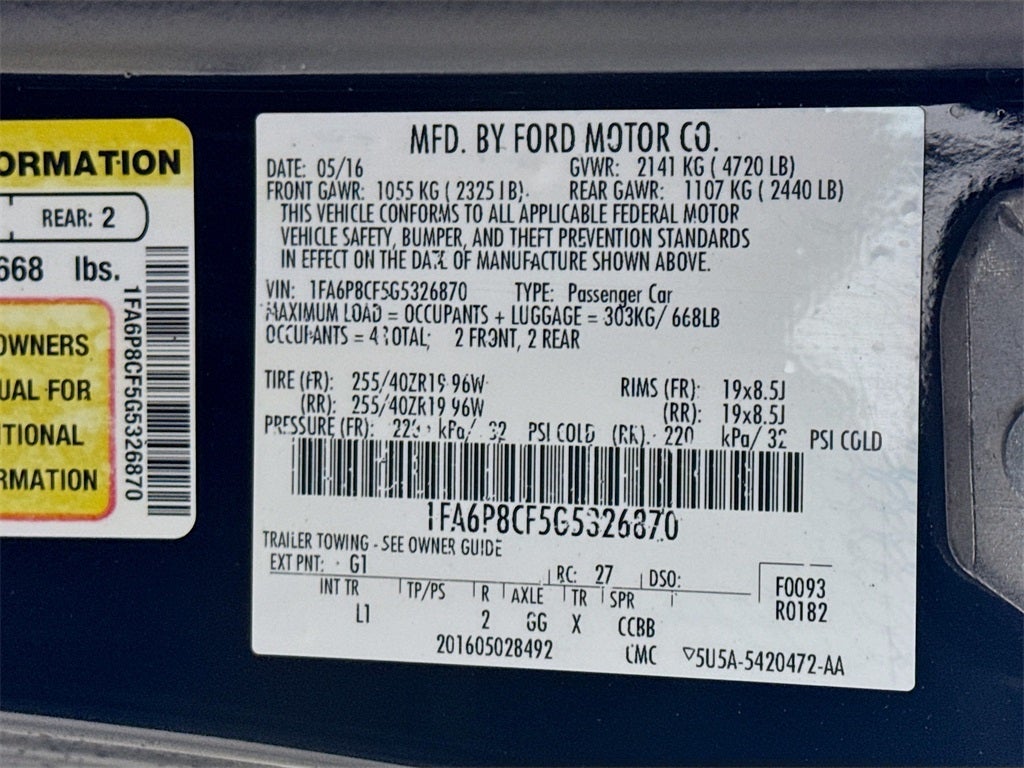 ORMATION
REAR: 2
668 lbs.
OWNERS
UAL FOR
ITIONAL
RMATION
1FA6P8CF5G5326870
MFD. BY FORD MOTOR CO.
DATE: 05/16 GVWR: 2141 KG ( 4720 LB)
FRONT GAWR: 1055 KG ( 2325 LB). REAR GAWR: 1107 KG ( 2440 LB)
THIS VEHICLE CONFORMS TO ALL APPLICABLE FEDERAL MOTOR
VEHICLE SAFETY, BUMPER, AND THEFT PREVENTION STANDARDS
IN EFFECT ON THE DATE OF MANUFACTURE SHOWN ABOVE.
VIN: 1FA6P8CF5G5326870 TYPE: Passenger Car
MAXIMUM LOAD = OCCUPANTS + LUGGAGE = 303KG/ 668LB
OCCUPANTS = 4 TOTAL; 2 FRONT, 2 REAR
TIRE (FR): 255/40ZR19 96W RIMS (FR): 19x8.5J
(RR): 255/40ZR19 96W (RR): 19x8.5J
PRESSURE (FR): 220 kPa/ 32 PSI COLD (RR): 220 kPa/ 32 PSI COLD
1FA6P8CF5G5326870
TRAILER TOWING - SEE OWNER GUIDE
EXT PNT: G1 RC: 27 DSO: F0093
INT TR TP/PS R AXLE TR SPR R0182
L1 2 GG X CCBB
201605028492 CMC 5U5A-5420472-AA